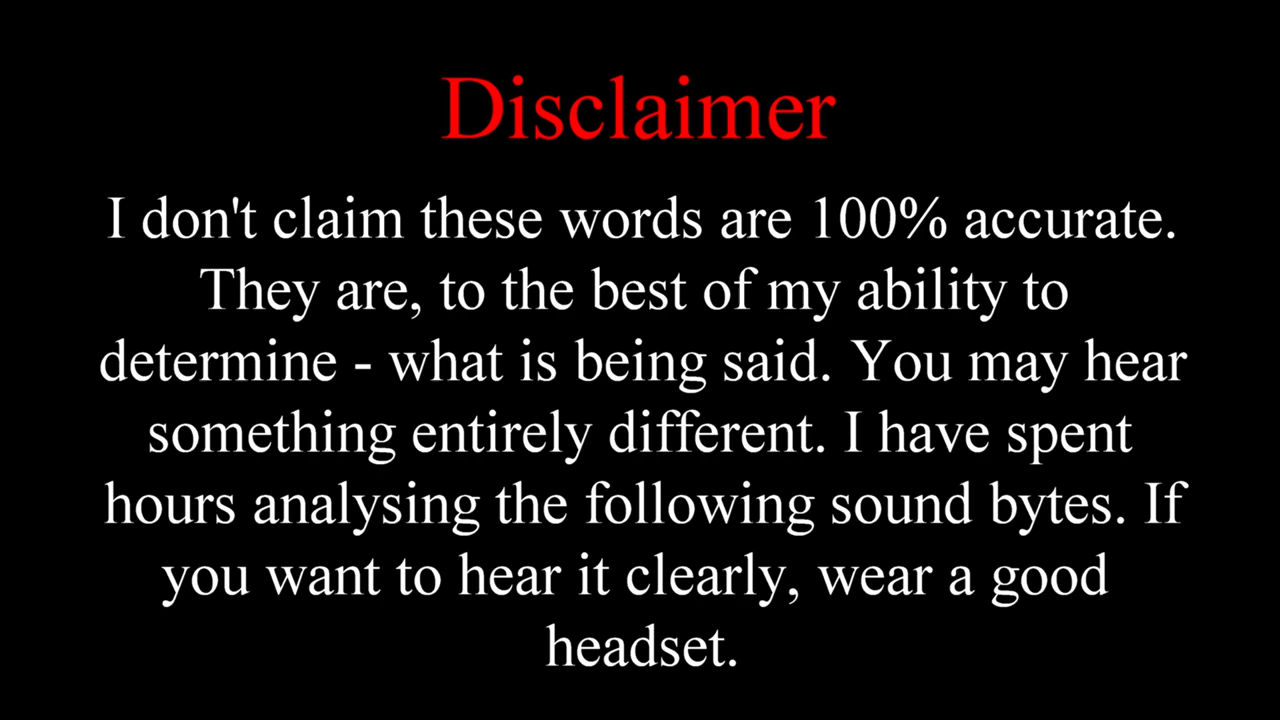 Disclaimer
I don't claim these words are 100% accurate.
They are, to the best of my ability to
determine - what is being said. You may hear
something entirely different. I have spent
hours analysing the following sound bytes. If
you want to hear it clearly, wear a good
headset.